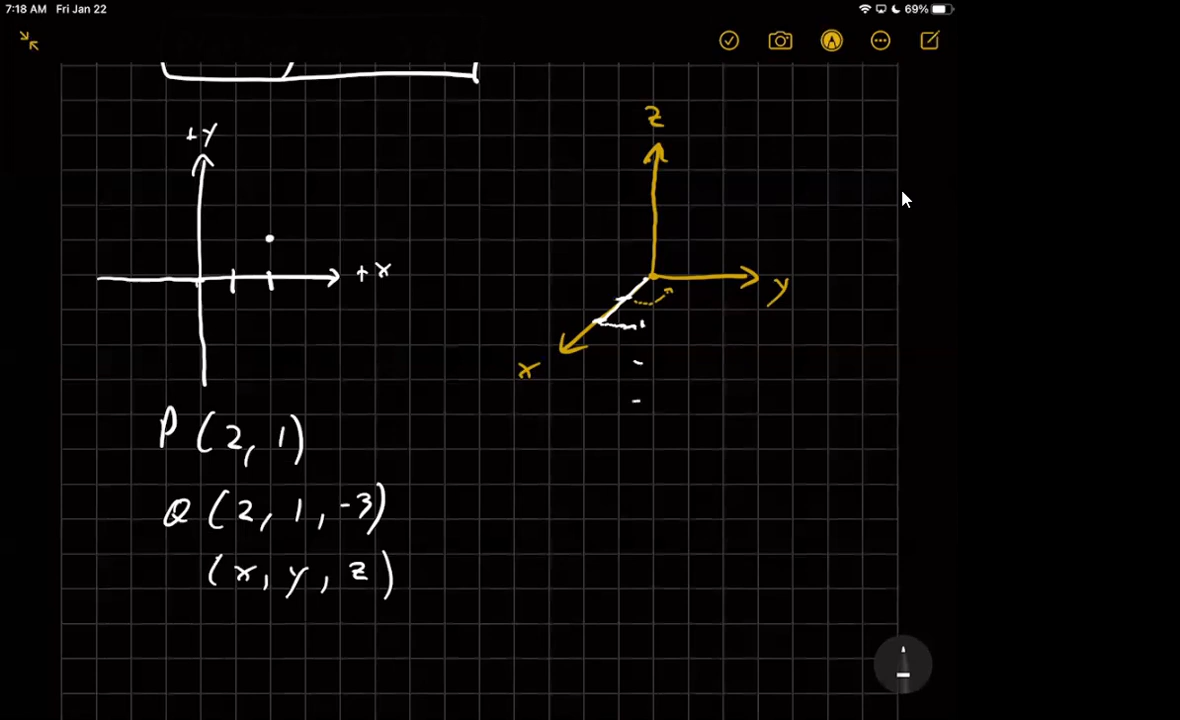 7:18 AM Fri Jan 22
69%
+Y
+X
P(2, 1)
Q(2, 1, -3)
(x, y, z)
z
y
x